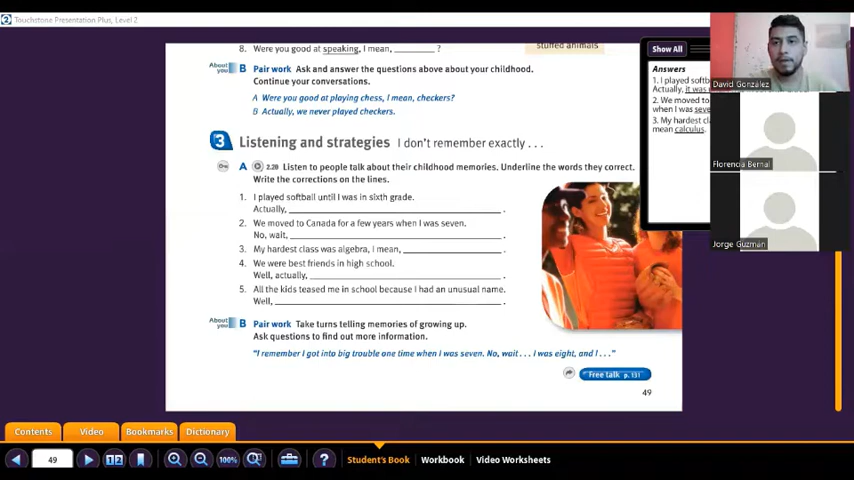 Touchstone Presentation Plus, Level 2
8. Were you good at speaking, I mean, ________ ?
stuffed animals
About you B Pair work Ask and answer the questions above about your childhood.
Continue your conversations.
A Were you good at playing chess, I mean, checkers?
B Actually, we never played checkers.
3 Listening and strategies I don't remember exactly . . .
A 2.20 Listen to people talk about their childhood memories. Underline the words they correct.
Write the corrections on the lines.
1. I played softball until I was in sixth grade.
Actually, ________ .
2. We moved to Canada for a few years when I was seven.
No, wait, ________ .
3. My hardest class was algebra, I mean, ________ .
4. We were best friends in high school.
Well, actually, ________ .
5. All the kids teased me in school because I had an unusual name.
Well, ________ .
About you B Pair work Take turns telling memories of growing up.
Ask questions to find out more information.
"I remember I got into big trouble one time when I was seven. No, wait . . . I was eight, and I . . ."
Free talk p. 131
49
Show All
Answers
1. I played softb
Actually, it was
2. We moved to
when I was seve
3. My hardest cl
mean calculus.
David González
Florencia Bernal
Jorge Guzmán
Contents Video Bookmarks Dictionary
49 12 100% ? Student's Book Workbook Video Worksheets